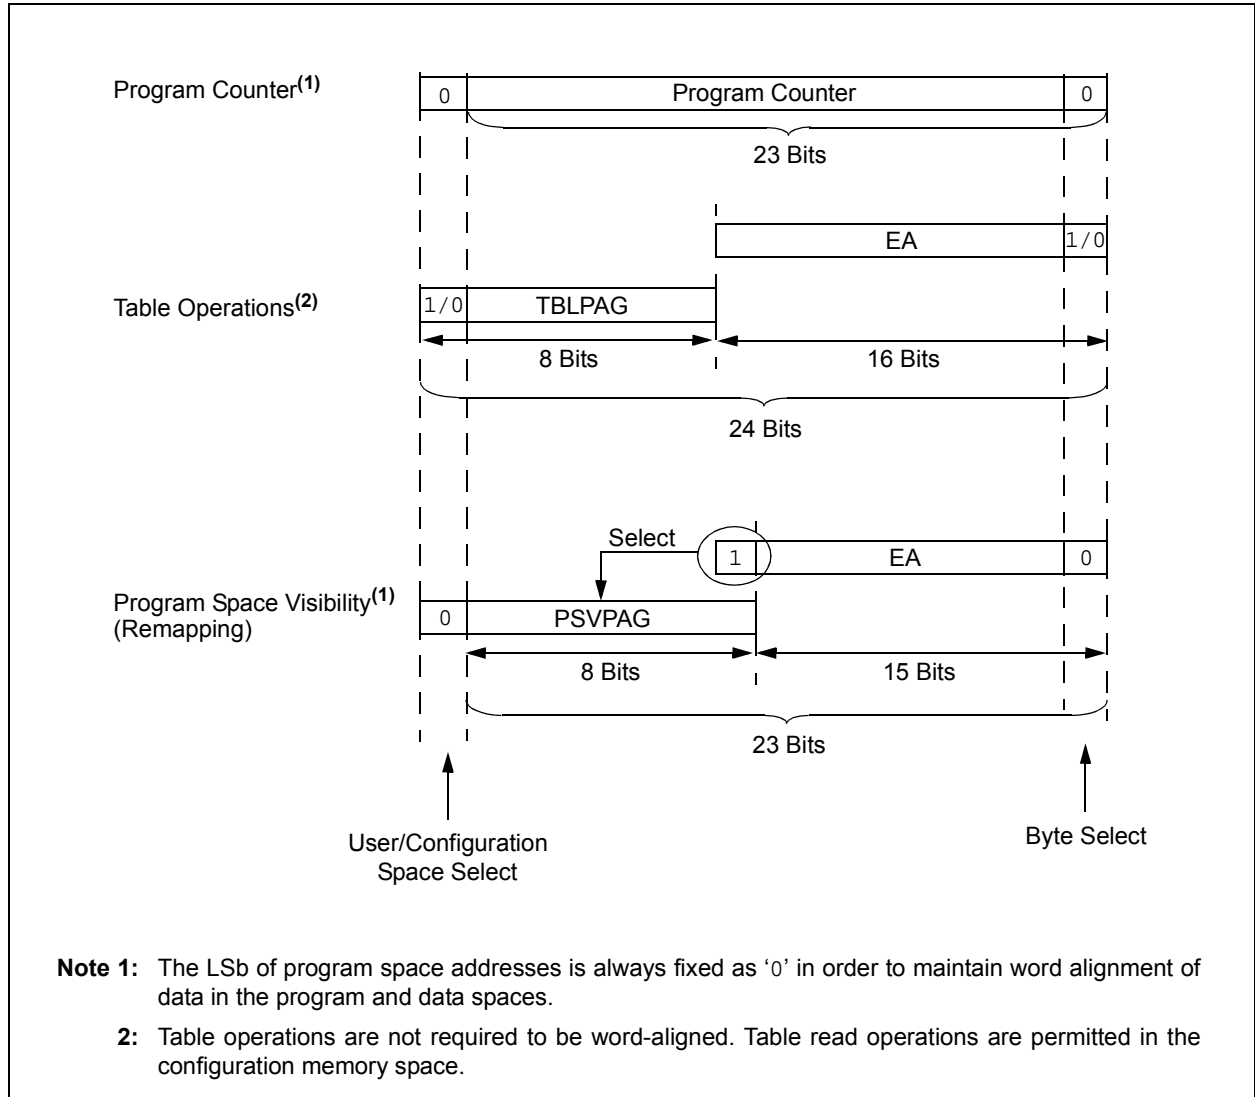 Program Counter(1)
0 Program Counter 0
23 Bits
EA 1/0
Table Operations(2)
1/0 TBLPAG
8 Bits 16 Bits
24 Bits
Select
1 EA 0
Program Space Visibility(1)
(Remapping)
0 PSVPAG
8 Bits 15 Bits
23 Bits
User/Configuration
Space Select
Byte Select
Note 1: The LSb of program space addresses is always fixed as ‘0’ in order to maintain word alignment of
data in the program and data spaces.
2: Table operations are not required to be word-aligned. Table read operations are permitted in the
configuration memory space.